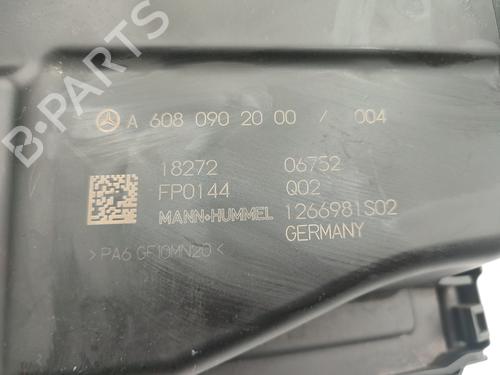 A 608 090 20 00 / 004
18272 06752
FP0144 Q02
MANN+HUMMEL 1266981S02
GERMANY
>PA6 GF10MN20<
B-PARTS